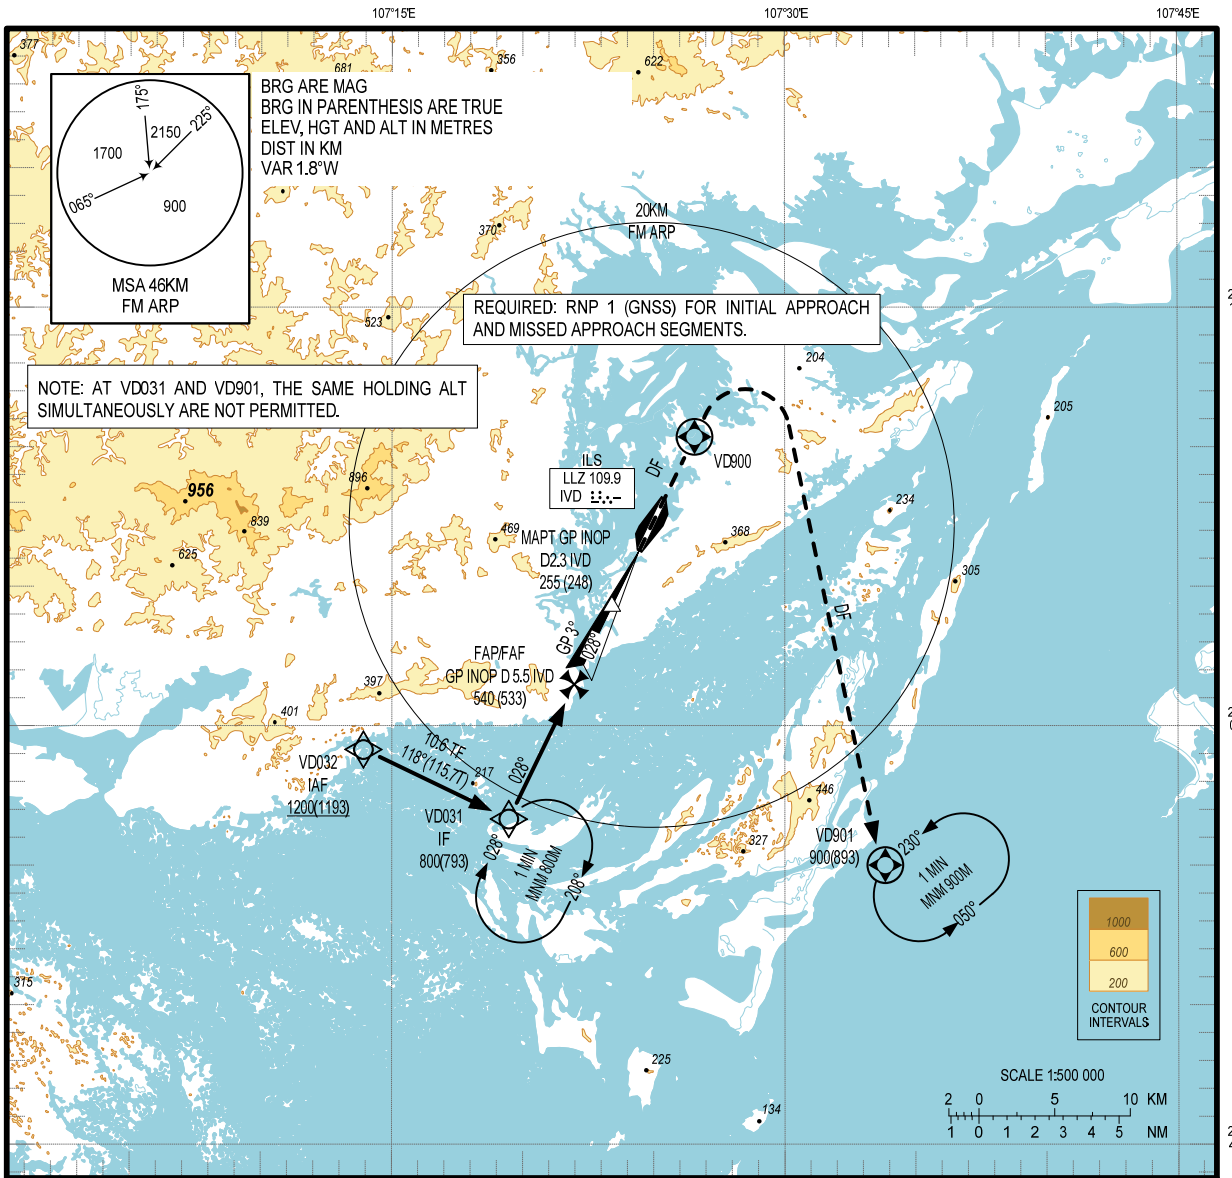 107°15'E
107°30'E
107°45'E
377
681
356
622
BRG ARE MAG
BRG IN PARENTHESIS ARE TRUE
ELEV, HGT AND ALT IN METRES
DIST IN KM
VAR 1.8°W
175°
225°
2150
1700
065°
900
MSA 46KM
FM ARP
370
20KM
FM ARP
523
REQUIRED: RNP 1 (GNSS) FOR INITIAL APPROACH
AND MISSED APPROACH SEGMENTS.
NOTE: AT VD031 AND VD901, THE SAME HOLDING ALT
SIMULTANEOUSLY ARE NOT PERMITTED.
204
205
VD900
DF
ILS
LLZ 109.9
IVD
896
956
839
625
469
MAPT GP INOP
D2.3 IVD
255 (248)
368
234
305
DF
GP 3°
028°
FAP/FAF
GP INOP D 5.5 IVD
540 (533)
397
401
VD032
IAF
1200(1193)
10.6 TF
118°(115.7T)
217
028°
VD031
IF
800(793)
028°
1 MIN
MNM 800M
208°
446
327
VD901
900(893)
230°
1 MIN
MNM 900M
050°
315
225
134
1000
600
200
CONTOUR
INTERVALS
SCALE 1:500 000
2 0 5 10 KM
1 0 1 2 3 4 5 NM